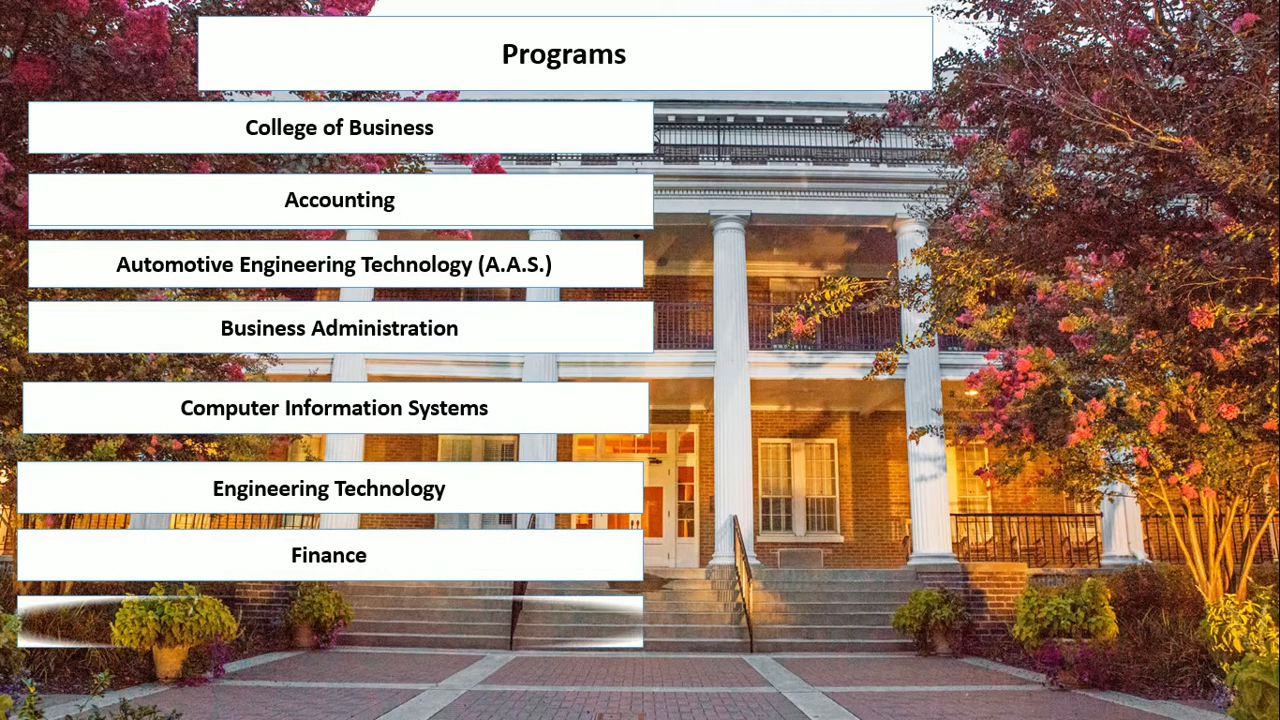 Programs
College of Business
Accounting
Automotive Engineering Technology (A.A.S.)
Business Administration
Computer Information Systems
Engineering Technology
Finance